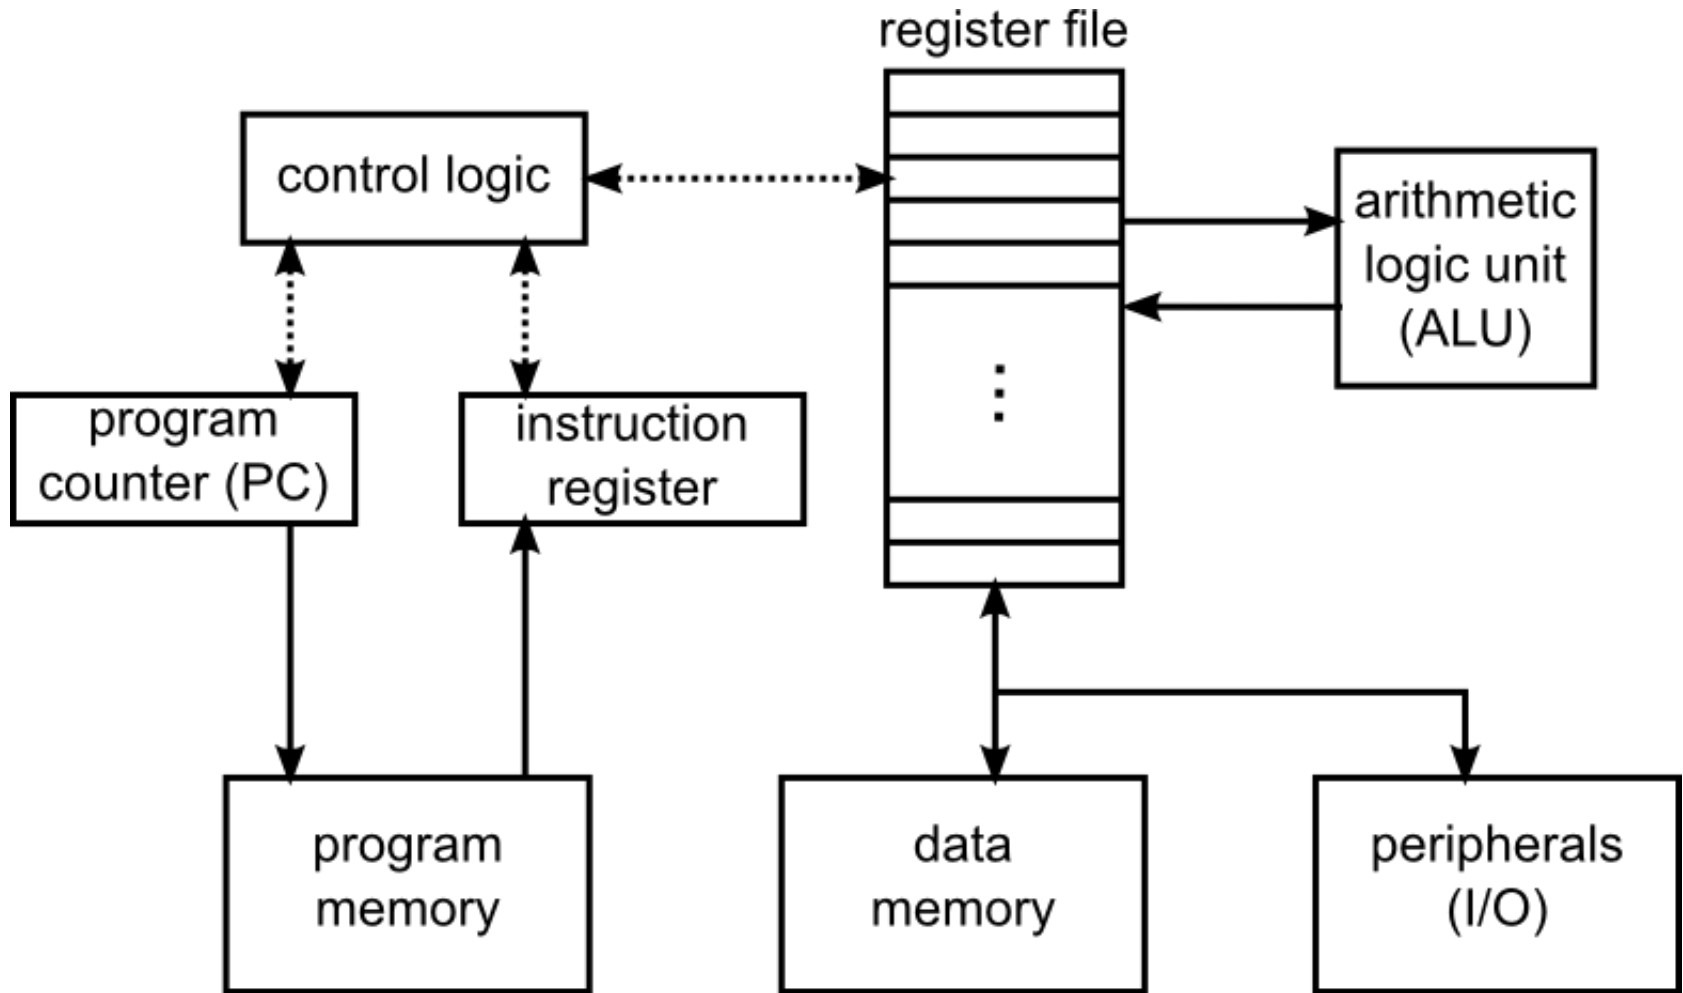 register file
control logic
arithmetic
logic unit
(ALU)
program
counter (PC)
instruction
register
program
memory
data
memory
peripherals
(I/O)